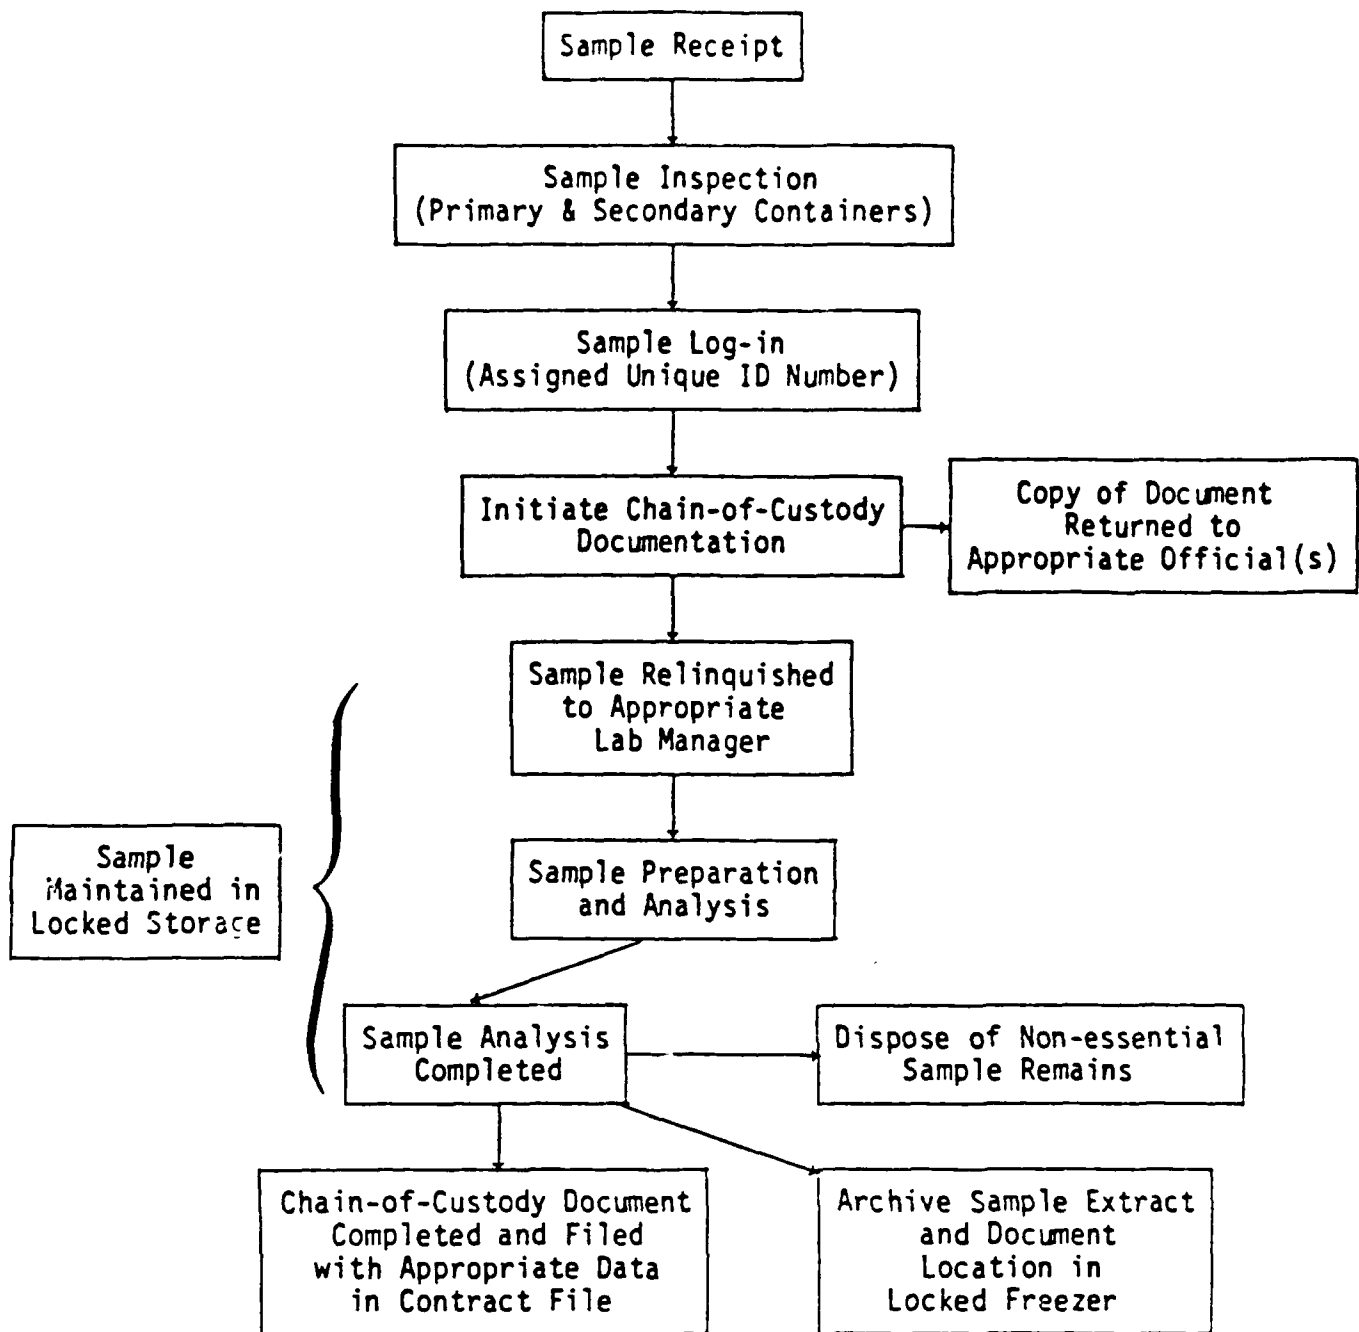 Sample Receipt
Sample Inspection
(Primary & Secondary Containers)
Sample Log-in
(Assigned Unique ID Number)
Initiate Chain-of-Custody
Documentation
Copy of Document
Returned to
Appropriate Official(s)
Sample Relinquished
to Appropriate
Lab Manager
Sample
Maintained in
Locked Storage
Sample Preparation
and Analysis
Sample Analysis
Completed
Dispose of Non-essential
Sample Remains
Chain-of-Custody Document
Completed and Filed
with Appropriate Data
in Contract File
Archive Sample Extract
and Document
Location in
Locked Freezer